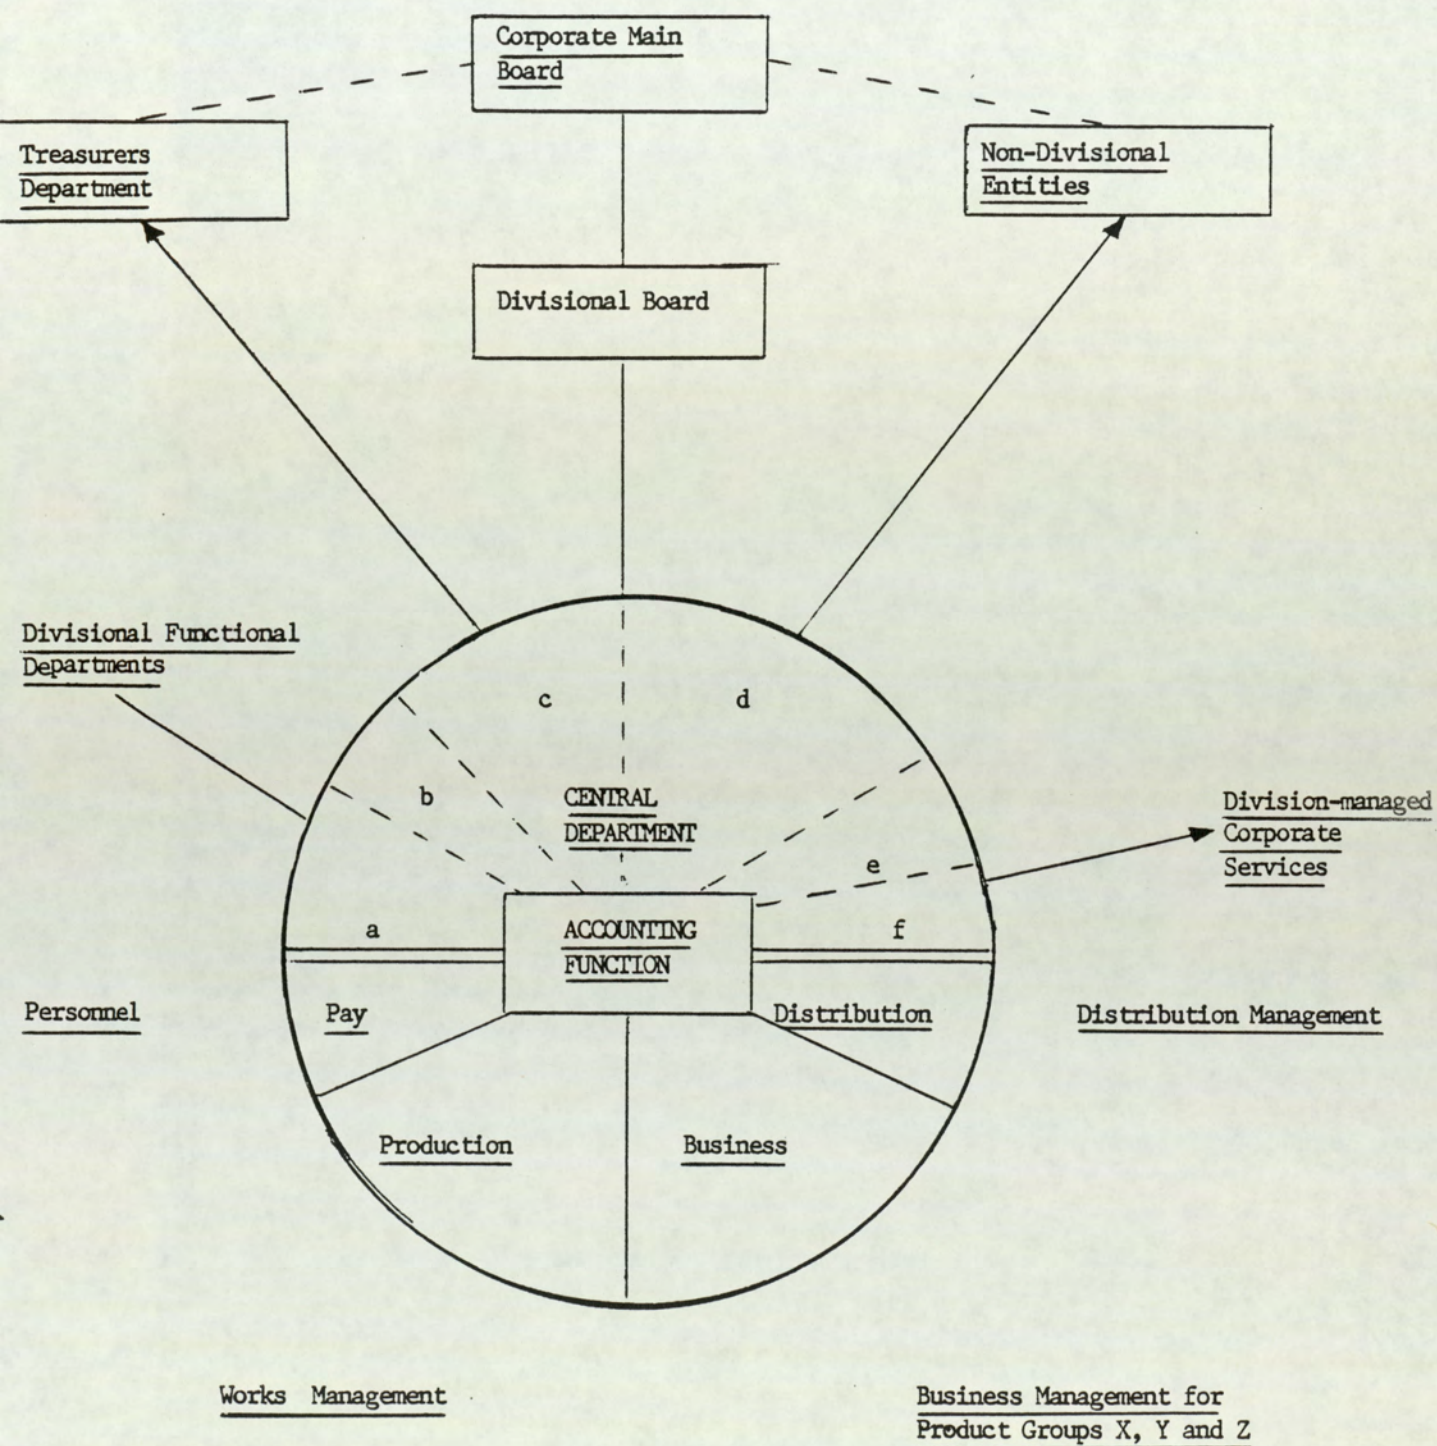 Corporate Main
Board
Treasurers
Department
Non-Divisional
Entities
Divisional Board
Divisional Functional
Departments
c
d
b
CENTRAL
DEPARTMENT
Division-managed
Corporate
Services
e
a
ACCOUNTING
FUNCTION
f
Personnel
Pay
Distribution
Distribution Management
Production
Business
Works Management
Business Management for
Product Groups X, Y and Z